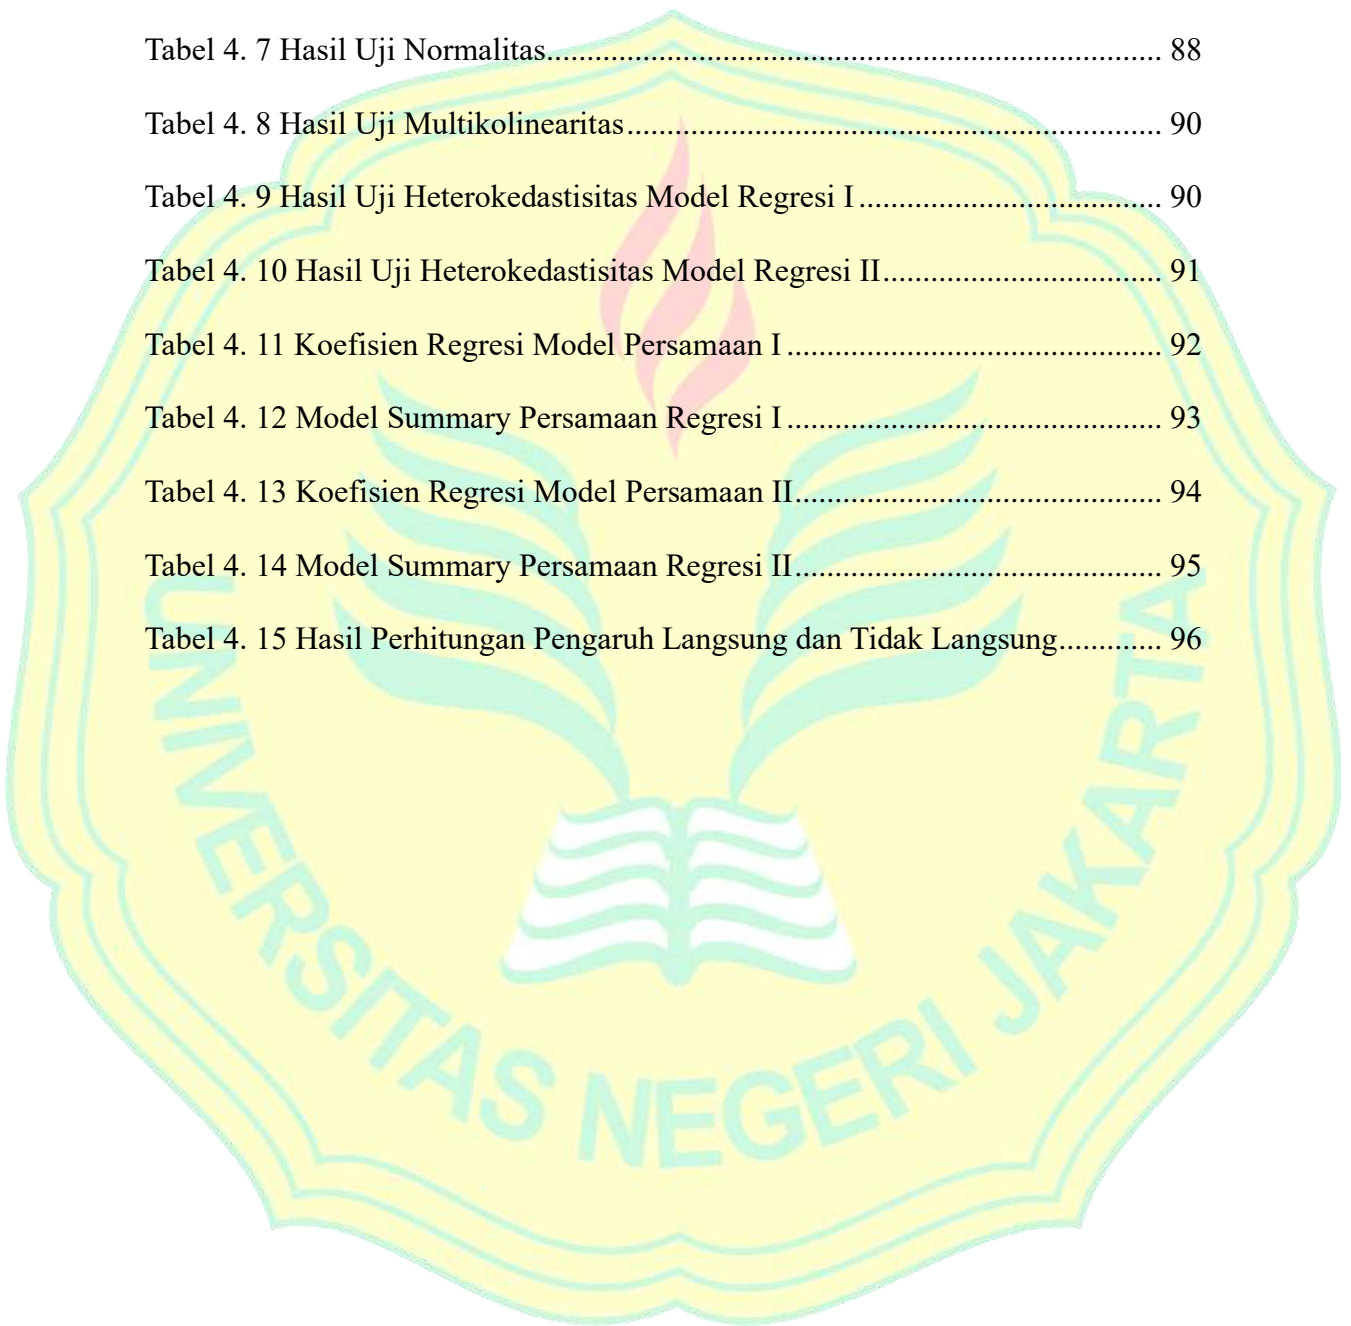 Tabel 4. 7 Hasil Uji Normalitas.......................................................................... 88
Tabel 4. 8 Hasil Uji Multikolinearitas................................................................. 90
Tabel 4. 9 Hasil Uji Heterokedastisitas Model Regresi I..................................... 90
Tabel 4. 10 Hasil Uji Heterokedastisitas Model Regresi II.................................. 91
Tabel 4. 11 Koefisien Regresi Model Persamaan I.............................................. 92
Tabel 4. 12 Model Summary Persamaan Regresi I.............................................. 93
Tabel 4. 13 Koefisien Regresi Model Persamaan II............................................. 94
Tabel 4. 14 Model Summary Persamaan Regresi II............................................. 95
Tabel 4. 15 Hasil Perhitungan Pengaruh Langsung dan Tidak Langsung............. 96
UNIVERSITAS NEGERI JAKARTA